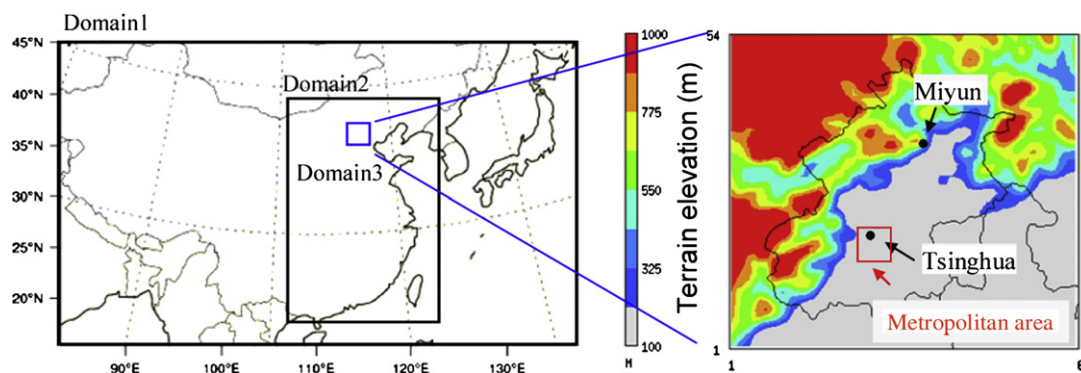 Domain1
45°N
40°N
35°N
30°N
25°N
20°N
90°E
100°E
110°E
120°E
130°E
Domain2
Domain3
1000
775
550
325
100
M
Terrain elevation (m)
54
1
1
Miyun
Tsinghua
Metropolitan area